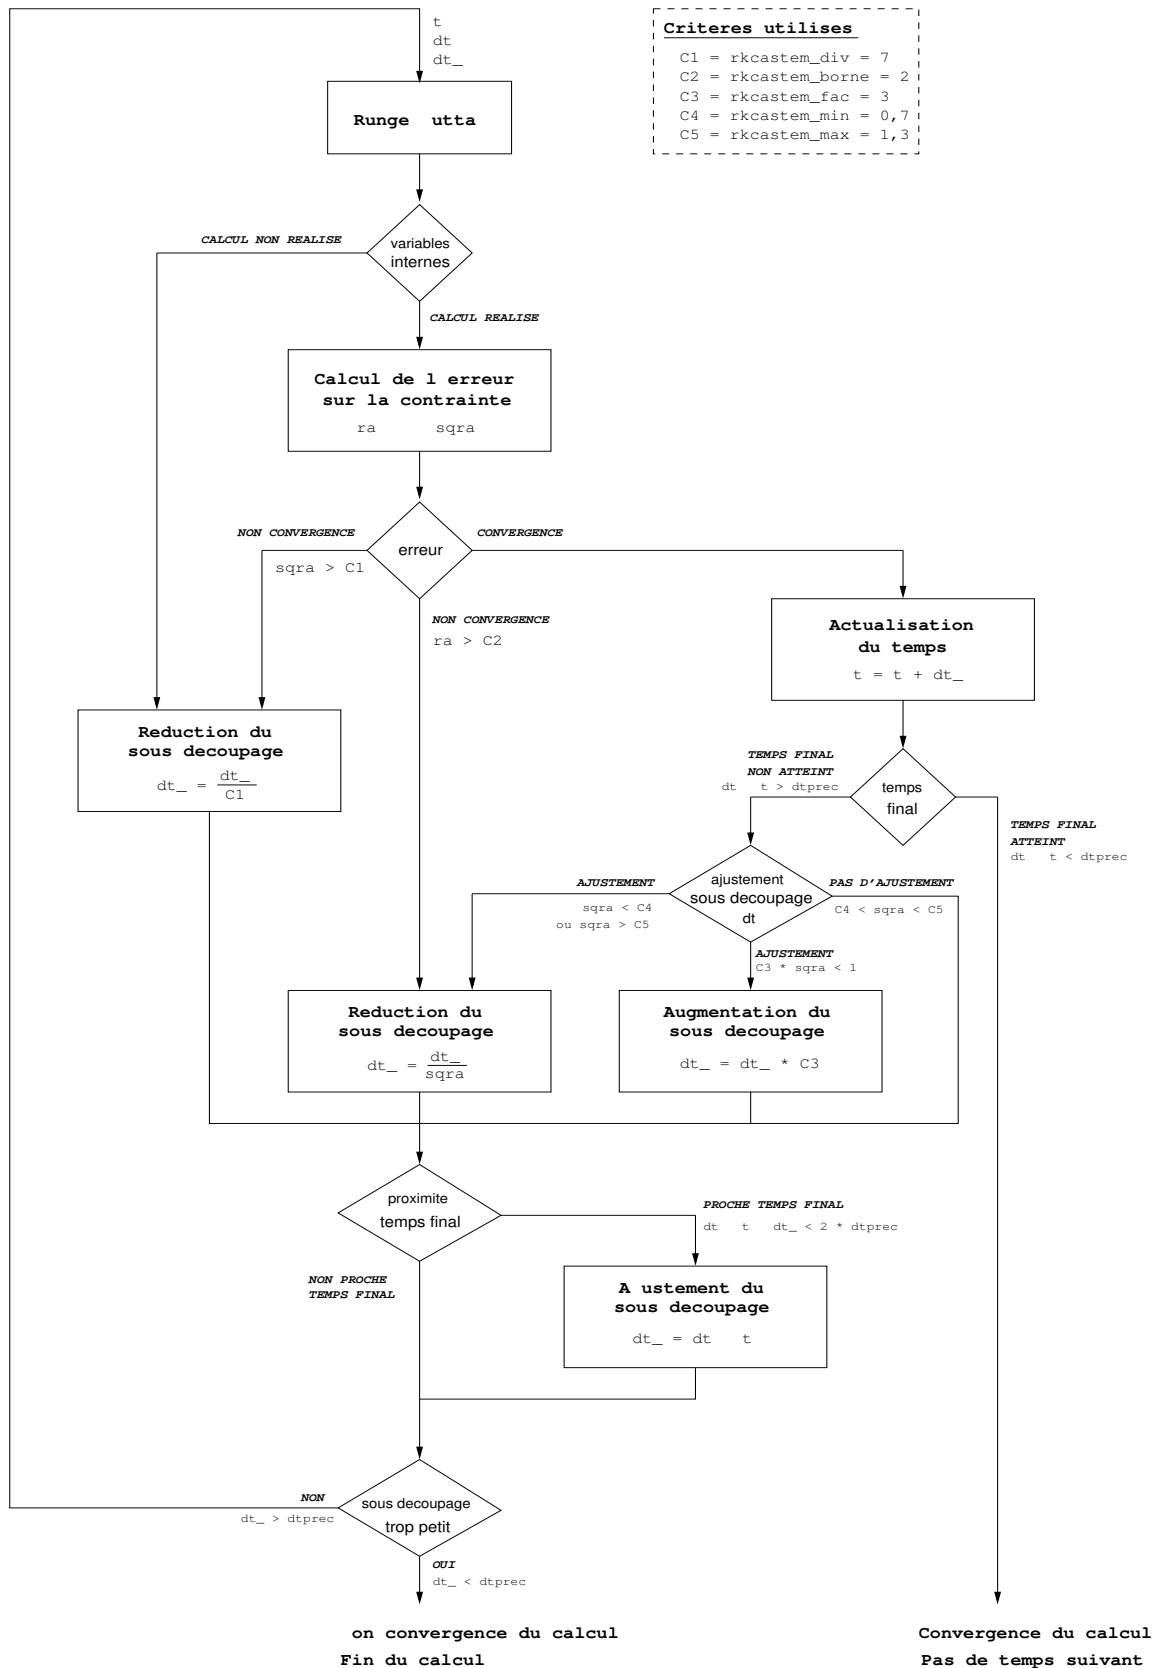 t
dt
dt_
Criteres utilises
C1 = rkcastem_div = 7
C2 = rkcastem_borne = 2
C3 = rkcastem_fac = 3
C4 = rkcastem_min = 0,7
C5 = rkcastem_max = 1,3
Runge utta
CALCUL NON REALISE
variables
internes
CALCUL REALISE
Calcul de l erreur
sur la contrainte
ra sqra
NON CONVERGENCE
CONVERGENCE
erreur
sqra > C1
NON CONVERGENCE
ra > C2
Actualisation
du temps
t = t + dt_
Reduction du
sous decoupage
dt_ = dt_
C1
TEMPS FINAL
NON ATTEINT
dt t > dtprec
temps
final
TEMPS FINAL
ATTEINT
dt t < dtprec
AJUSTEMENT
sqra < C4
ou sqra > C5
ajustement
sous decoupage
dt
PAS D'AJUSTEMENT
C4 < sqra < C5
AJUSTEMENT
C3 * sqra < 1
Reduction du
sous decoupage
dt_ = dt_
sqra
Augmentation du
sous decoupage
dt_ = dt_ * C3
proximite
temps final
PROCHE TEMPS FINAL
dt t dt_ < 2 * dtprec
NON PROCHE
TEMPS FINAL
A ustement du
sous decoupage
dt_ = dt t
NON
dt_ > dtprec
sous decoupage
trop petit
OUI
dt_ < dtprec
on convergence du calcul
Fin du calcul
Convergence du calcul
Pas de temps suivant